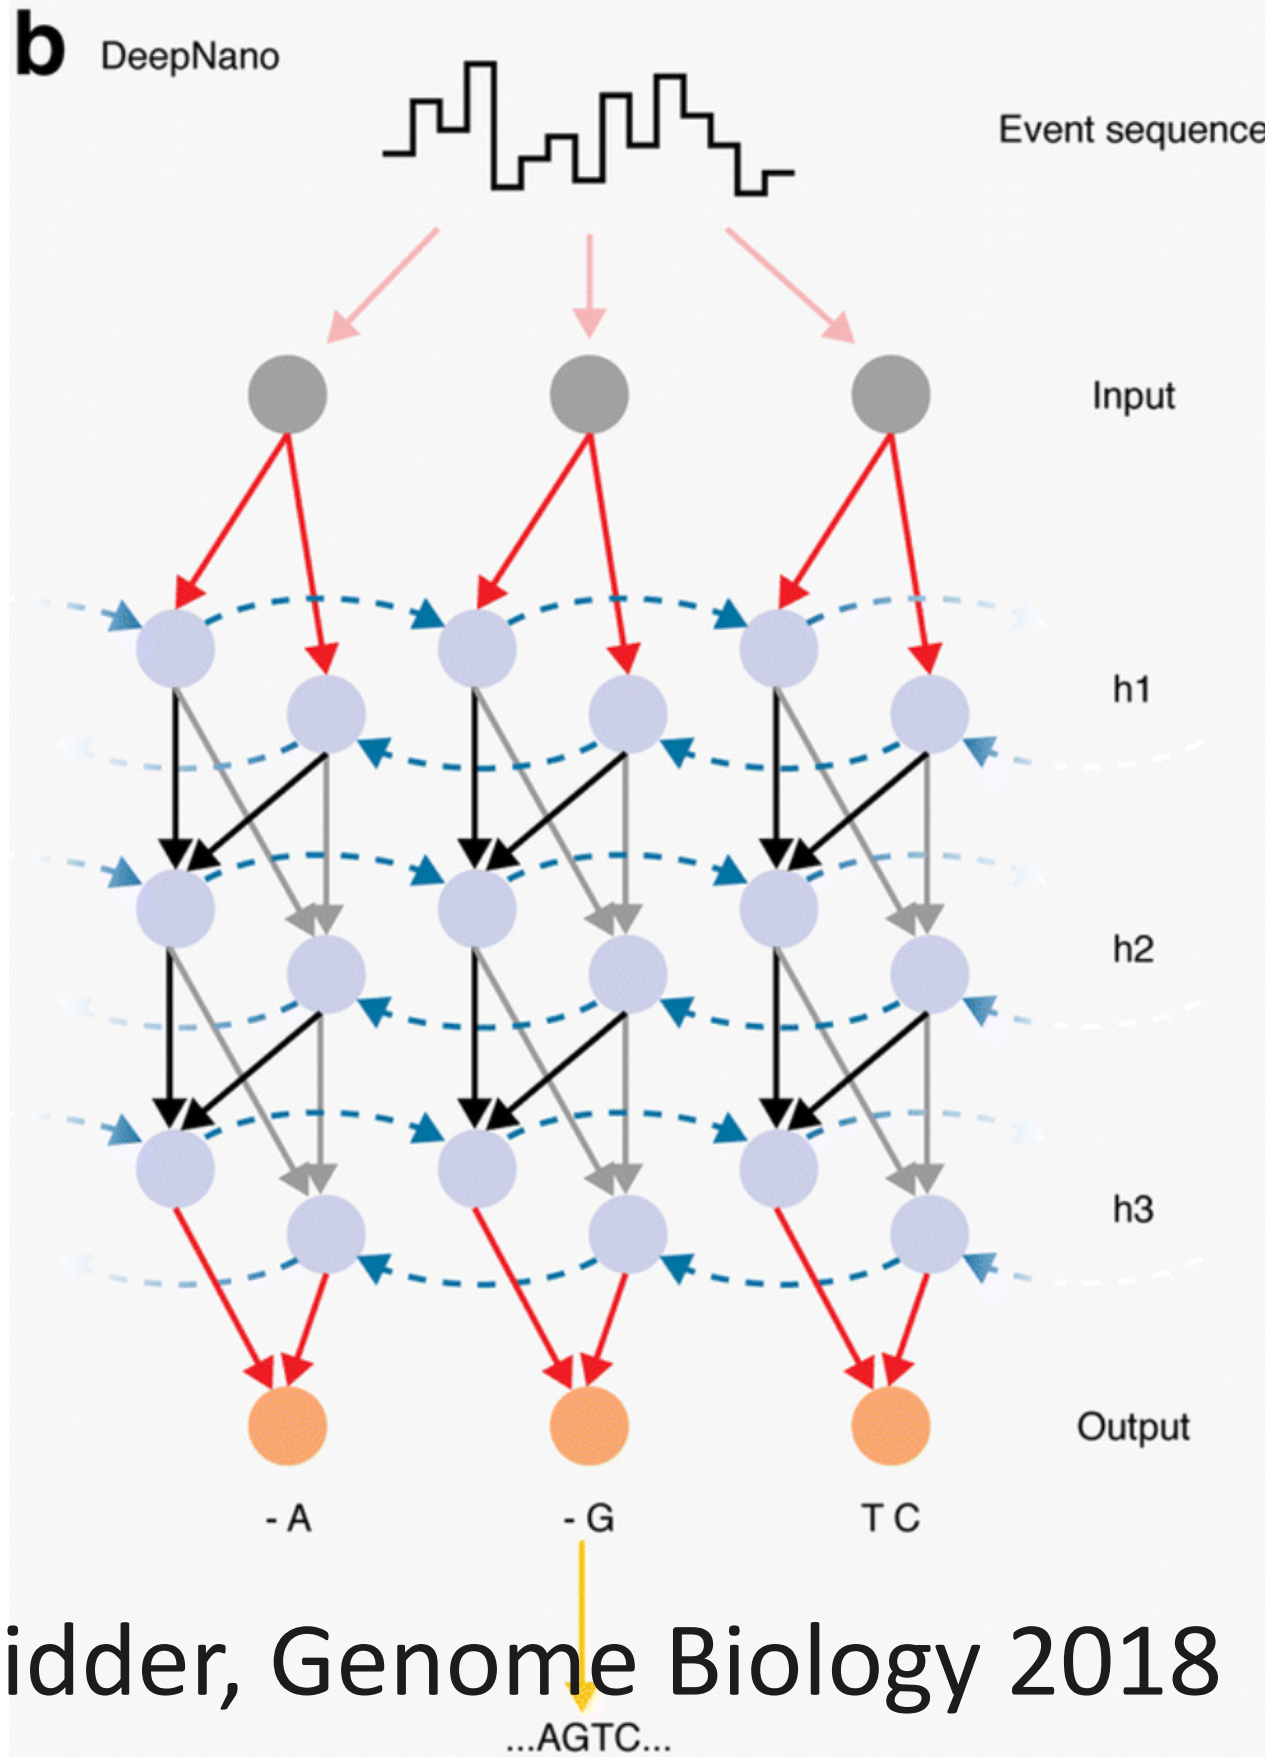 b DeepNano
Event sequence
Input
h1
h2
h3
Output
- A - G T C
idder, Genome Biology 2018
...AGTC...